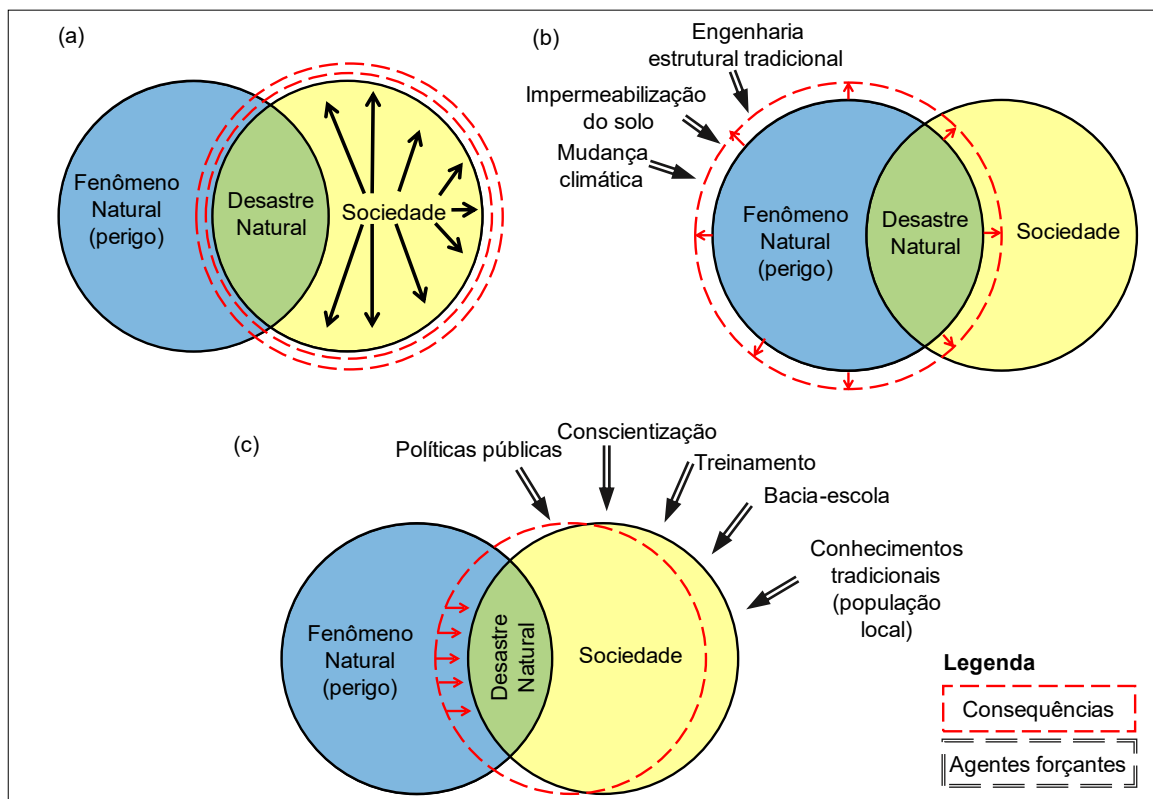 (a)
Fenômeno
Natural
(perigo)
Desastre
Natural
Sociedade
(b)
Engenharia
estrutural tradicional
Impermeabilização
do solo
Mudança
climática
Fenômeno
Natural
(perigo)
Desastre
Natural
Sociedade
(c)
Políticas públicas
Conscientização
Treinamento
Bacia-escola
Conhecimentos
tradicionais
(população
local)
Fenômeno
Natural
(perigo)
Desastre
Natural
Sociedade
Legenda
Consequências
Agentes forçantes